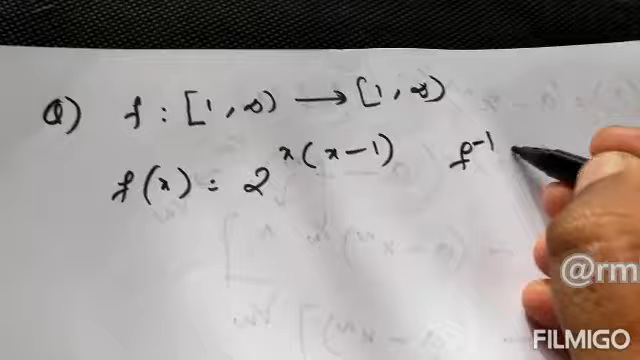 Q) f : [1, ∞) → [1, ∞)
f(x) = 2^{x(x-1)} f^{-1}
@rm
FILMIGO